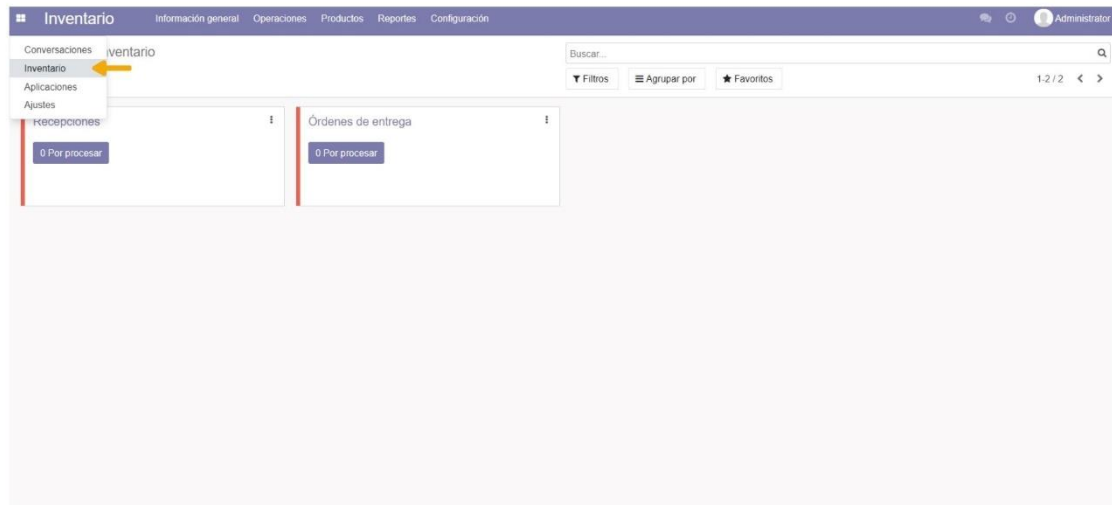 Inventario Información general Operaciones Productos Reportes Configuración Administrator
Conversaciones
Inventario
Aplicaciones
Ajustes
ventario
Buscar...
Filtros Agrupar por Favoritos 1-2 / 2
Recepciones
0 Por procesar
Órdenes de entrega
0 Por procesar